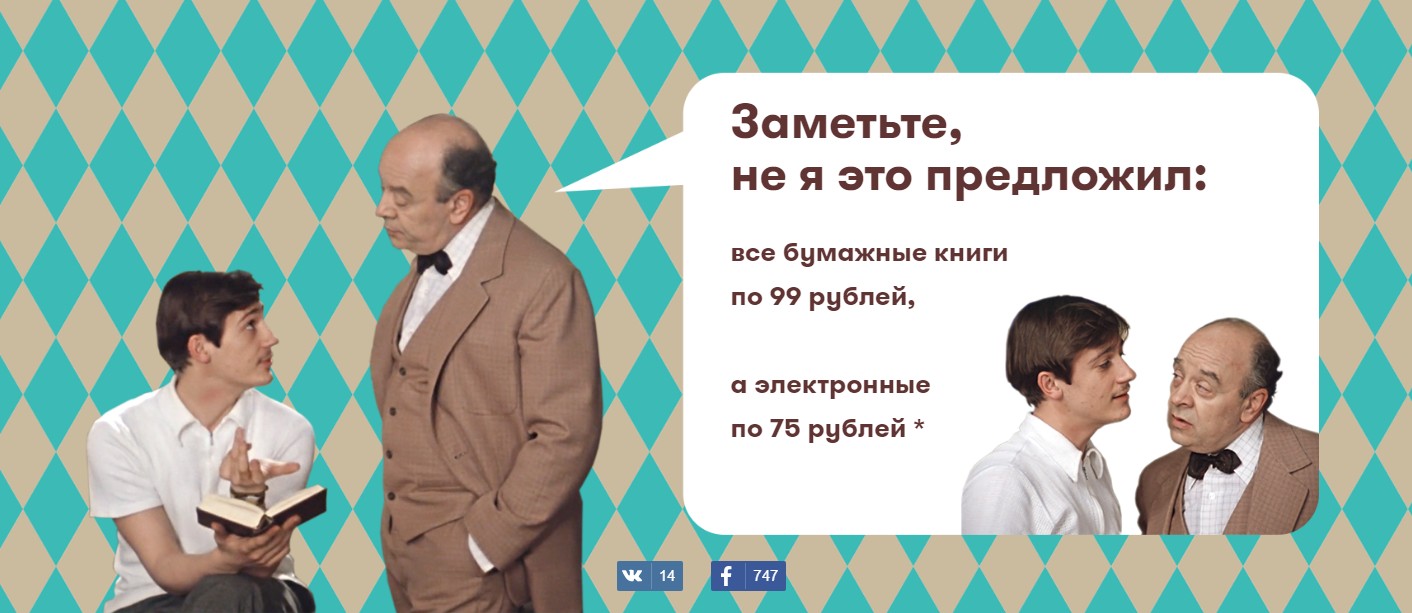 Заметьте,
не я это предложил:
все бумажные книги
по 99 рублей,
а электронные
по 75 рублей *
14
747